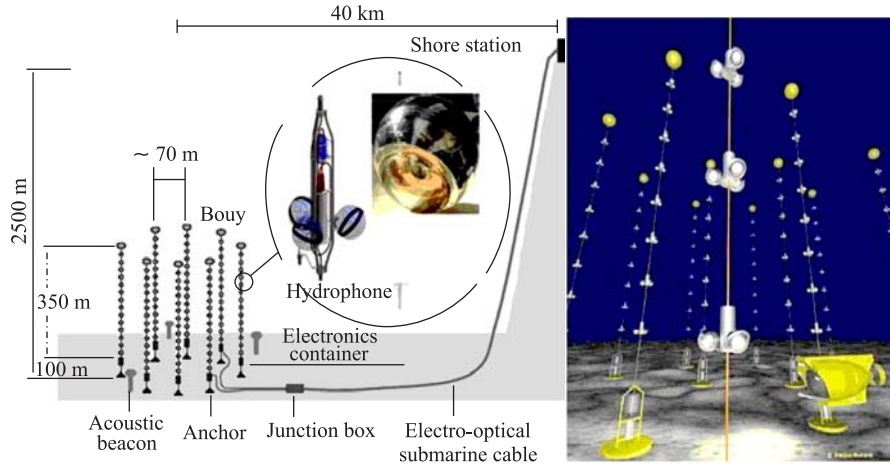 40 km
Shore station
~ 70 m
2500 m
Bouy
350 m
Hydrophone
Electronics
container
100 m
Acoustic
beacon
Anchor
Junction box
Electro-optical
submarine cable